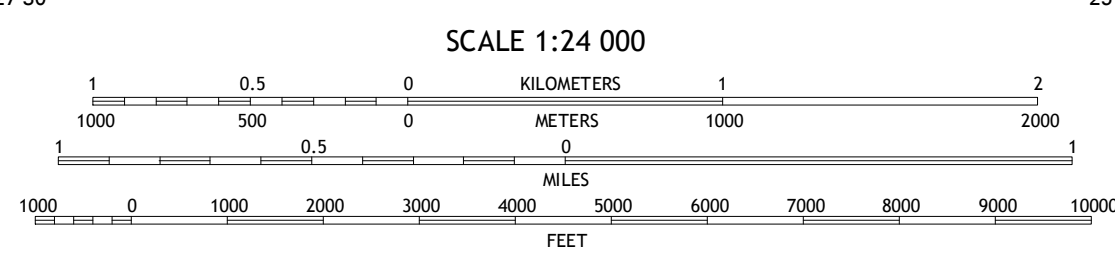 SCALE 1:24 000
1 0.5 0 KILOMETERS 1 2
1000 500 0 METERS 1000 2000
1 0.5 0 1
MILES
1000 0 1000 2000 3000 4000 5000 6000 7000 8000 9000 10000
FEET